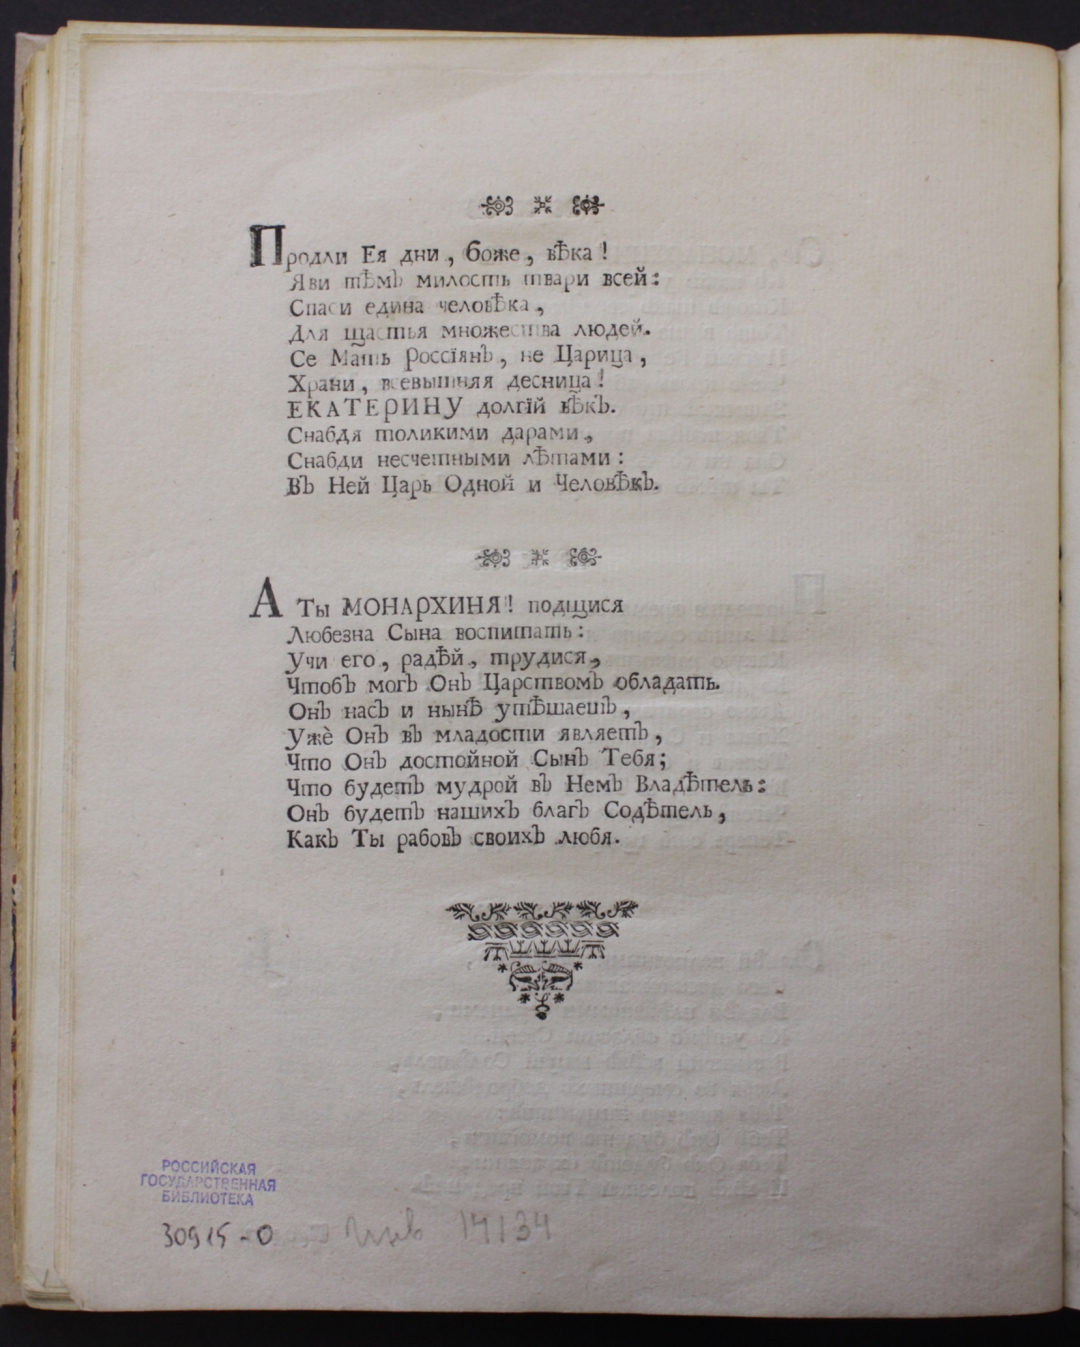 Продли Ея дни, боже, вѣка!
Яви тѣмъ милость твари всей:
Спаси едина человѣка,
Для щастья множества людей.
Се Мать Россїянъ, не Царица,
Храни, всевышняя десница!
ЕКАТЕРИНУ долгїй вѣкъ.
Снабдя толикими дарами,
Снабди несчетными лѣтами:
Въ Ней Царь Одной и Человѣкъ.
А Ты МОНАРХИНЯ! подщися
Любезна Сына воспитать:
Учи его, радѣй, трудися,
Чтобъ могъ Онъ Царствомъ обладать.
Онъ насъ и нынѣ утѣшаетъ,
Ужѐ Онъ въ младости являетъ,
Что Онъ достойной Сынъ Тебя;
Что будетъ мудрой въ Немъ Владѣтель:
Онъ будетъ нашихъ благъ Содѣтель,
Какъ Ты рабовъ своихъ любя.
РОССИЙСКАЯ
ГОСУДАРСТВЕННАЯ
БИБЛИОТЕКА
30915-0 14134